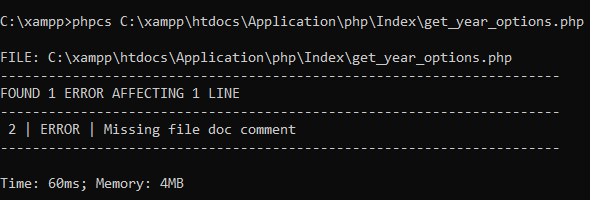 C:\xampp>phpcs C:\xampp\htdocs\Application\php\Index\get_year_options.php
FILE: C:\xampp\htdocs\Application\php\Index\get_year_options.php
----------------------------------------------------------------------
FOUND 1 ERROR AFFECTING 1 LINE
----------------------------------------------------------------------
 2 | ERROR | Missing file doc comment
----------------------------------------------------------------------
Time: 60ms; Memory: 4MB